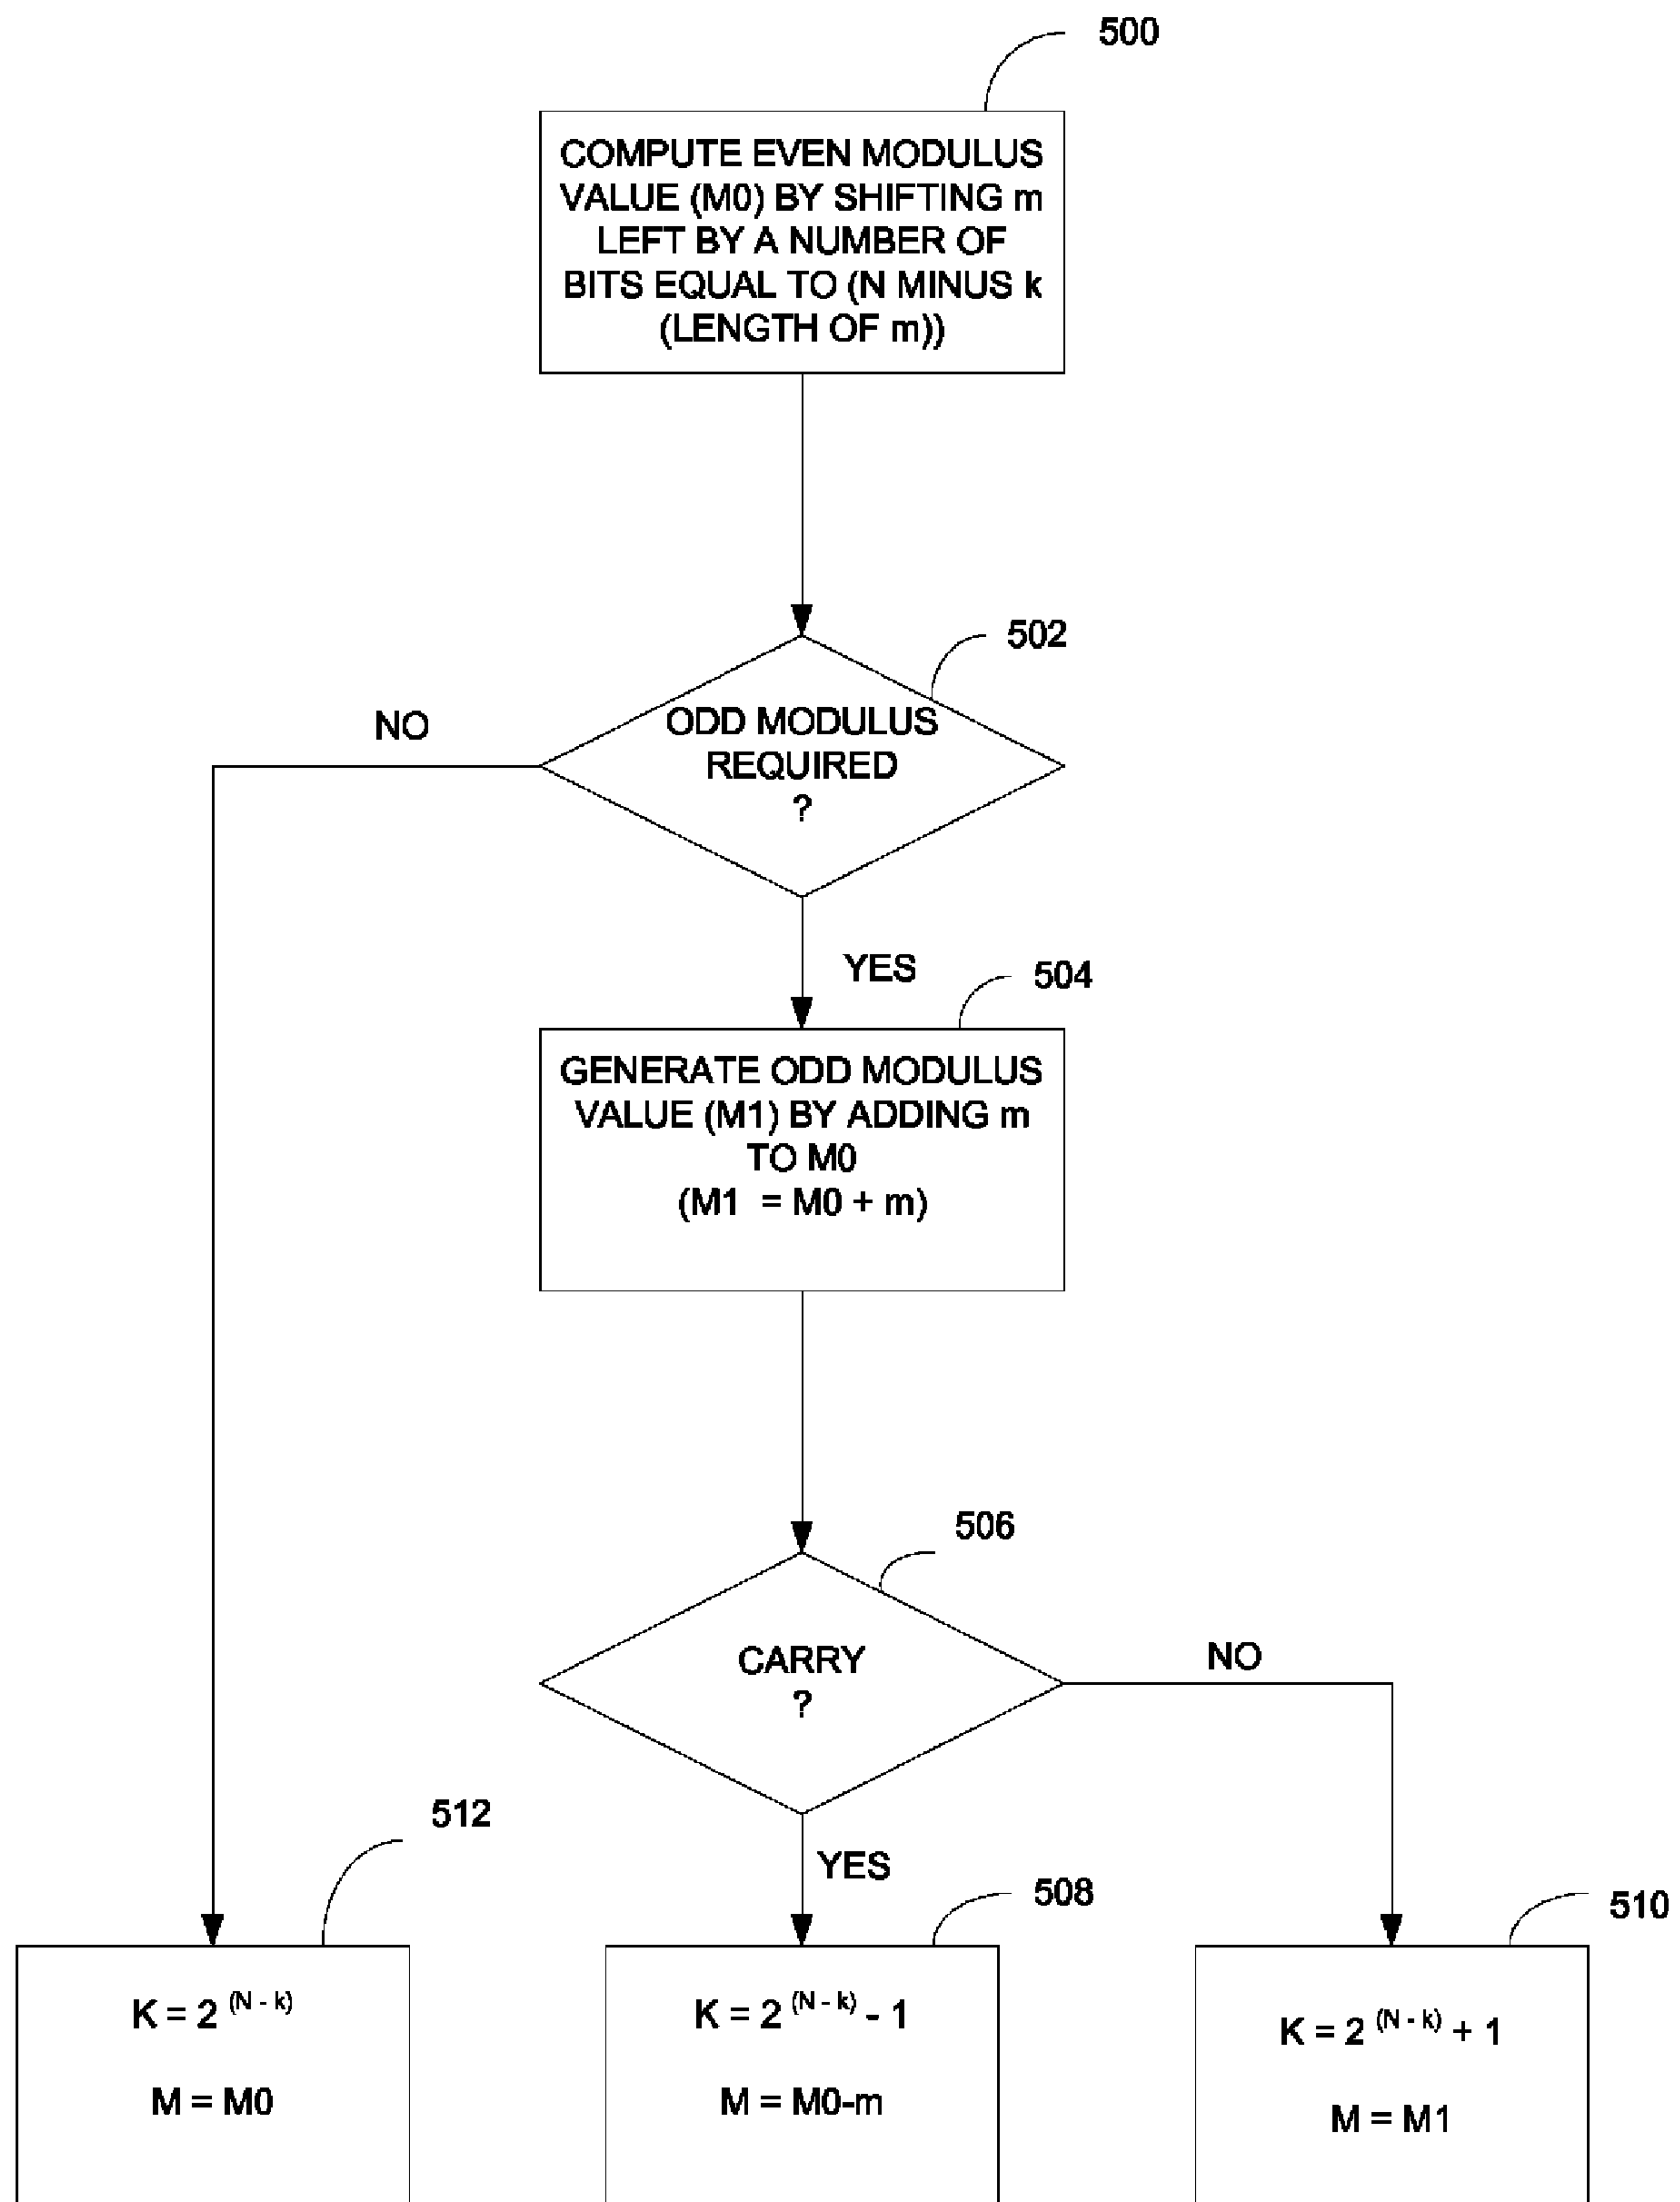 500
COMPUTE EVEN MODULUS
VALUE (M0) BY SHIFTING m
LEFT BY A NUMBER OF
BITS EQUAL TO (N MINUS k
(LENGTH OF m))
502
NO
ODD MODULUS
REQUIRED
?
YES
504
GENERATE ODD MODULUS
VALUE (M1) BY ADDING m
TO M0
(M1 = M0 + m)
506
CARRY
?
NO
YES
512
K = 2 (N - k)
M = M0
508
K = 2 (N - k) - 1
M = M0-m
510
K = 2 (N - k) + 1
M = M1